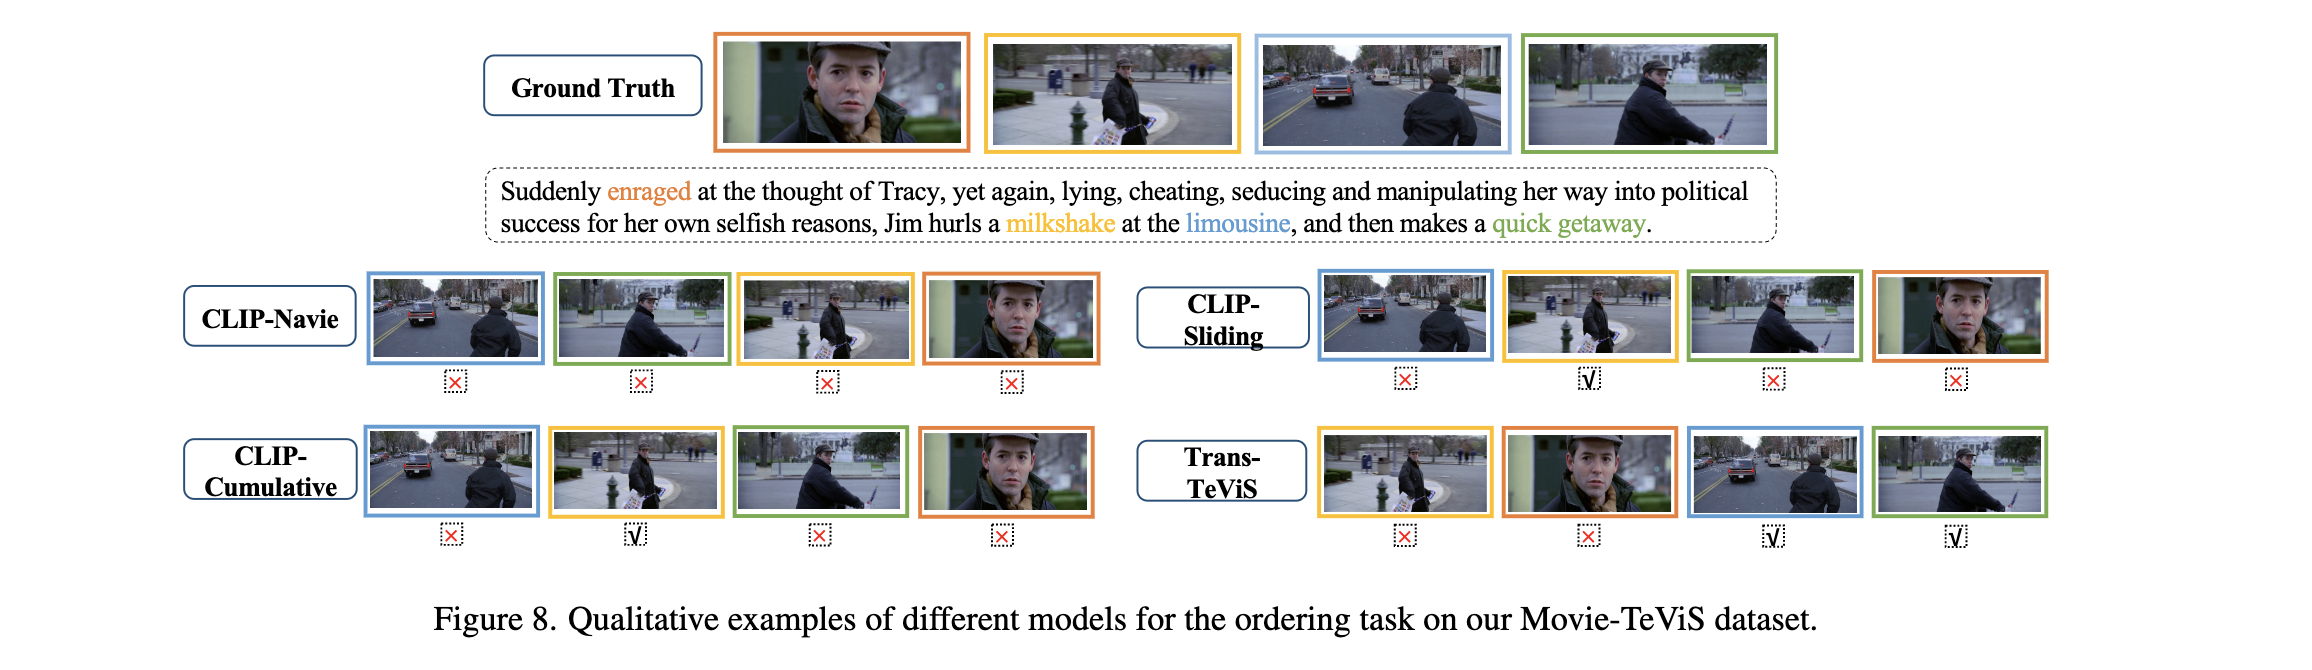 Ground Truth
Suddenly enraged at the thought of Tracy, yet again, lying, cheating, seducing and manipulating her way into political
success for her own selfish reasons, Jim hurls a milkshake at the limousine, and then makes a quick getaway.
CLIP-Navie
CLIP-
Sliding
× × × ×
× √ × ×
CLIP-
Cumulative
Trans-
TeViS
× √ × ×
× × √ √
Figure 8. Qualitative examples of different models for the ordering task on our Movie-TeViS dataset.